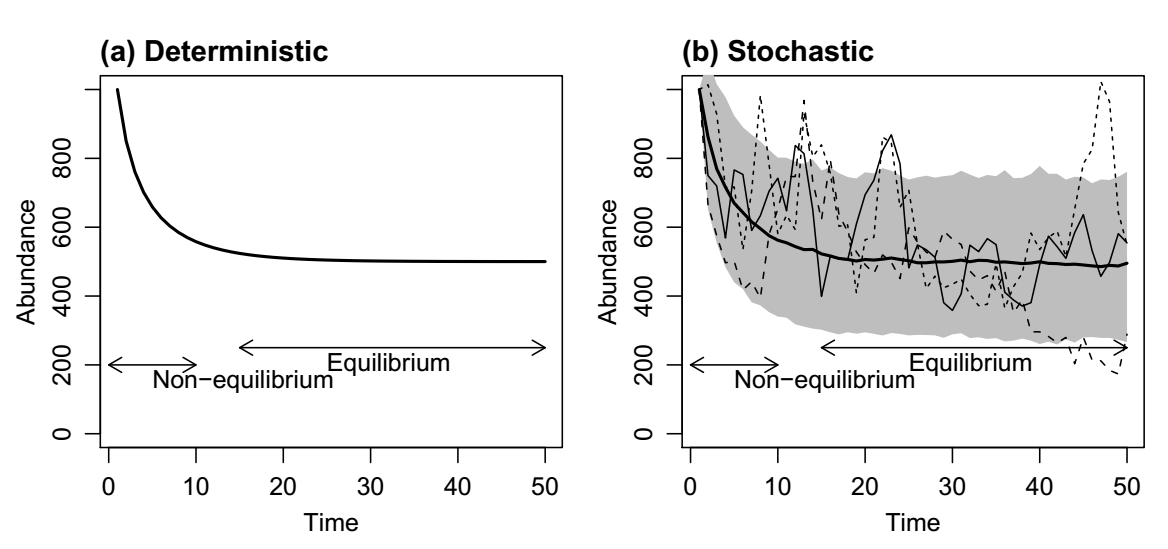 (a) Deterministic
Abundance
800
600
400
200
0
Equilibrium
Non−equilibrium
0 10 20 30 40 50
Time
(b) Stochastic
Abundance
800
600
400
200
0
Equilibrium
Non−equilibrium
0 10 20 30 40 50
Time